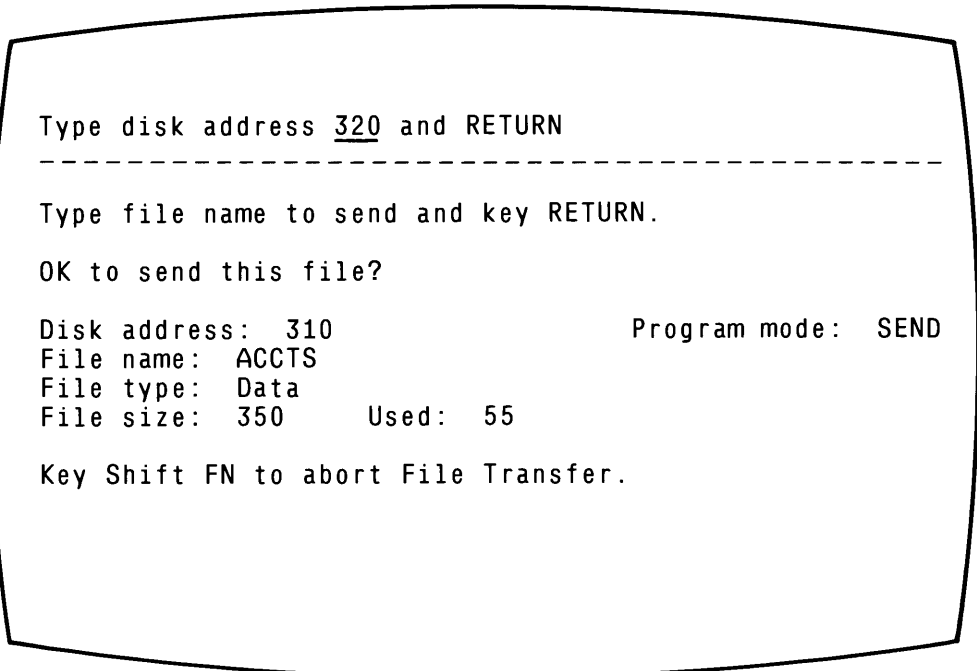 Type disk address 320 and RETURN
Type file name to send and key RETURN.
OK to send this file?
Disk address: 310 Program mode: SEND
File name: ACCTS
File type: Data
File size: 350 Used: 55
Key Shift FN to abort File Transfer.